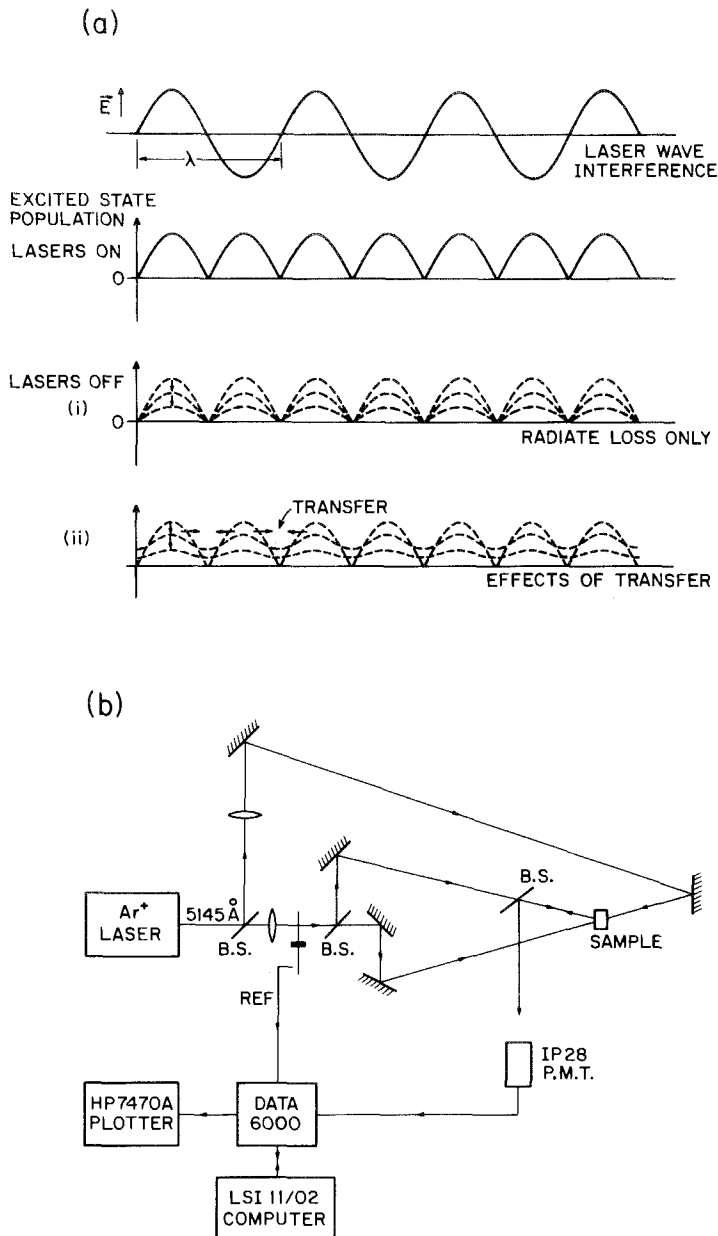 (a)
E
λ
LASER WAVE
INTERFERENCE
EXCITED STATE
POPULATION
LASERS ON
0
LASERS OFF
(i)
0
RADIATE LOSS ONLY
TRANSFER
(ii)
EFFECTS OF TRANSFER
(b)
Ar+
LASER
5145Å
B.S.
B.S.
B.S.
SAMPLE
REF
IP28
P.M.T.
HP7470A
PLOTTER
DATA
6000
LSI 11/02
COMPUTER